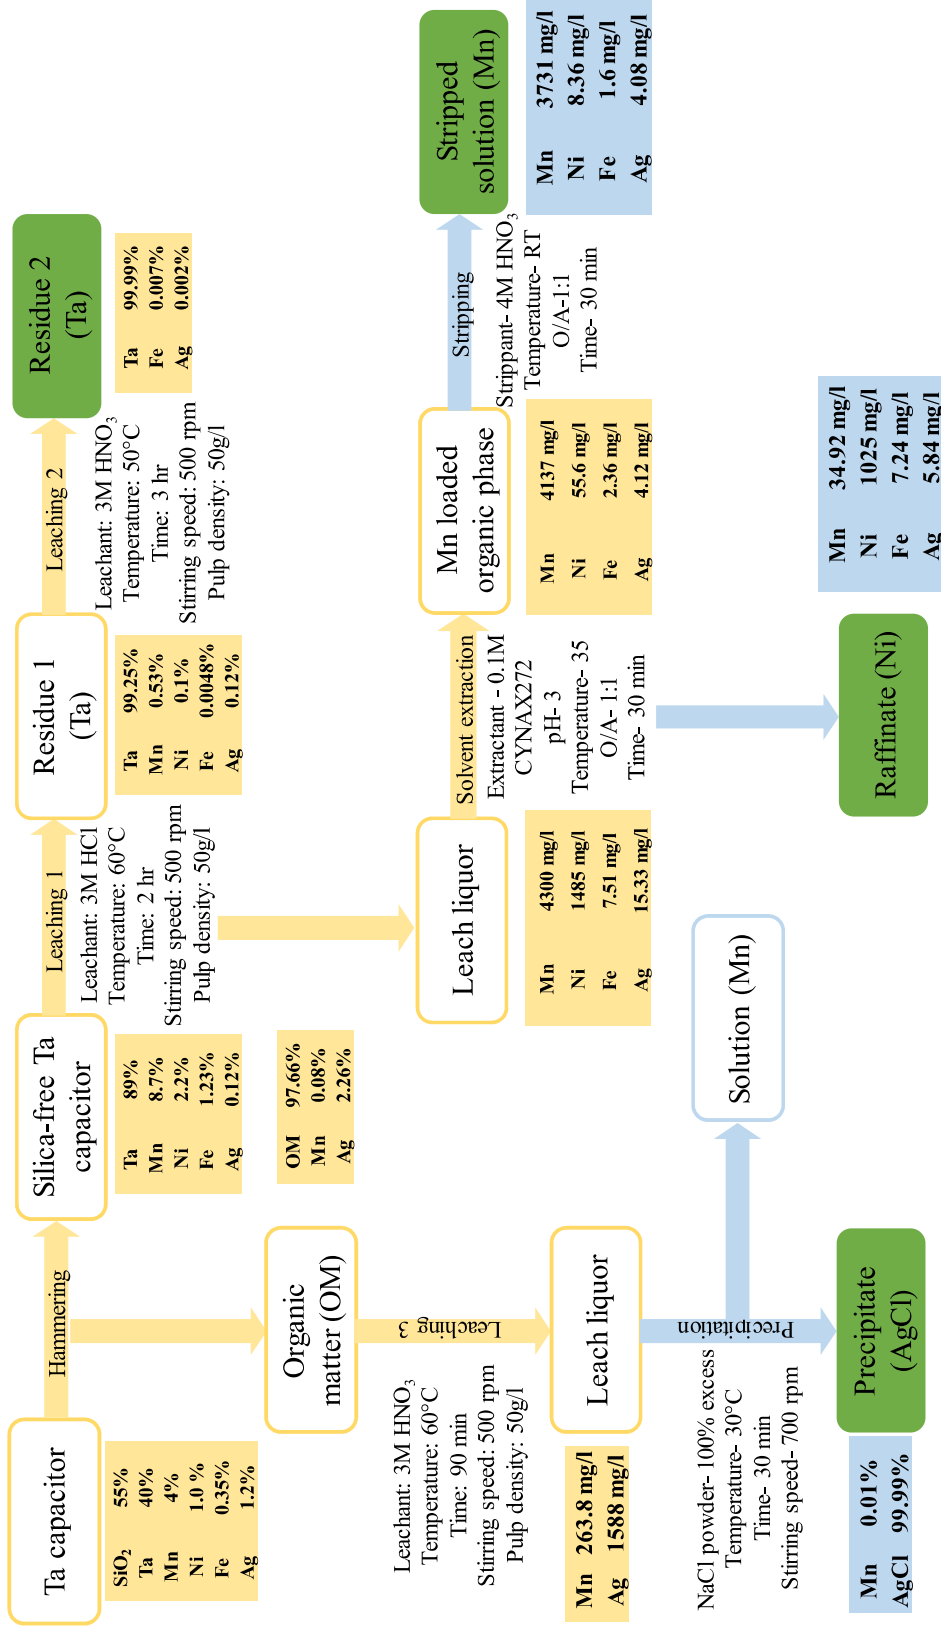 Ta capacitor
SiO2 55%
Ta 40%
Mn 4%
Ni 1.0 %
Fe 0.35%
Ag 1.2%
Hammering
Silica-free Ta
capacitor
Ta 89%
Mn 8.7%
Ni 2.2%
Fe 1.23%
Ag 0.12%
Leaching 1
Leachant: 3M HCl
Temperature: 60°C
Time: 2 hr
Stirring speed: 500 rpm
Pulp density: 50g/l
Residue 1
(Ta)
Ta 99.25%
Mn 0.53%
Ni 0.1%
Fe 0.0048%
Ag 0.12%
Leaching 2
Leachant: 3M HNO3
Temperature: 50°C
Time: 3 hr
Stirring speed: 500 rpm
Pulp density: 50g/l
Residue 2
(Ta)
Ta 99.99%
Fe 0.007%
Ag 0.002%
Organic
matter (OM)
OM 97.66%
Mn 0.08%
Ag 2.26%
Leaching 3
Leachant: 3M HNO3
Temperature: 60°C
Time: 90 min
Stirring speed: 500 rpm
Pulp density: 50g/l
Leach liquor
Mn 263.8 mg/l
Ag 1588 mg/l
Precipitation
NaCl powder- 100% excess
Temperature- 30°C
Time- 30 min
Stirring speed- 700 rpm
Solution (Mn)
Precipitate
(AgCl)
Mn 0.01%
AgCl 99.99%
Leach liquor
Mn 4300 mg/l
Ni 1485 mg/l
Fe 7.51 mg/l
Ag 15.33 mg/l
Solvent extraction
Extractant - 0.1M
CYNAX272
pH- 3
Temperature- 35
O/A- 1:1
Time- 30 min
Mn loaded
organic phase
Mn 4137 mg/l
Ni 55.6 mg/l
Fe 2.36 mg/l
Ag 4.12 mg/l
Stripping
Strippant- 4M HNO3
Temperature- RT
O/A-1:1
Time- 30 min
Stripped
solution (Mn)
Mn 3731 mg/l
Ni 8.36 mg/l
Fe 1.6 mg/l
Ag 4.08 mg/l
Raffinate (Ni)
Mn 34.92 mg/l
Ni 1025 mg/l
Fe 7.24 mg/l
Ag 5.84 mg/l